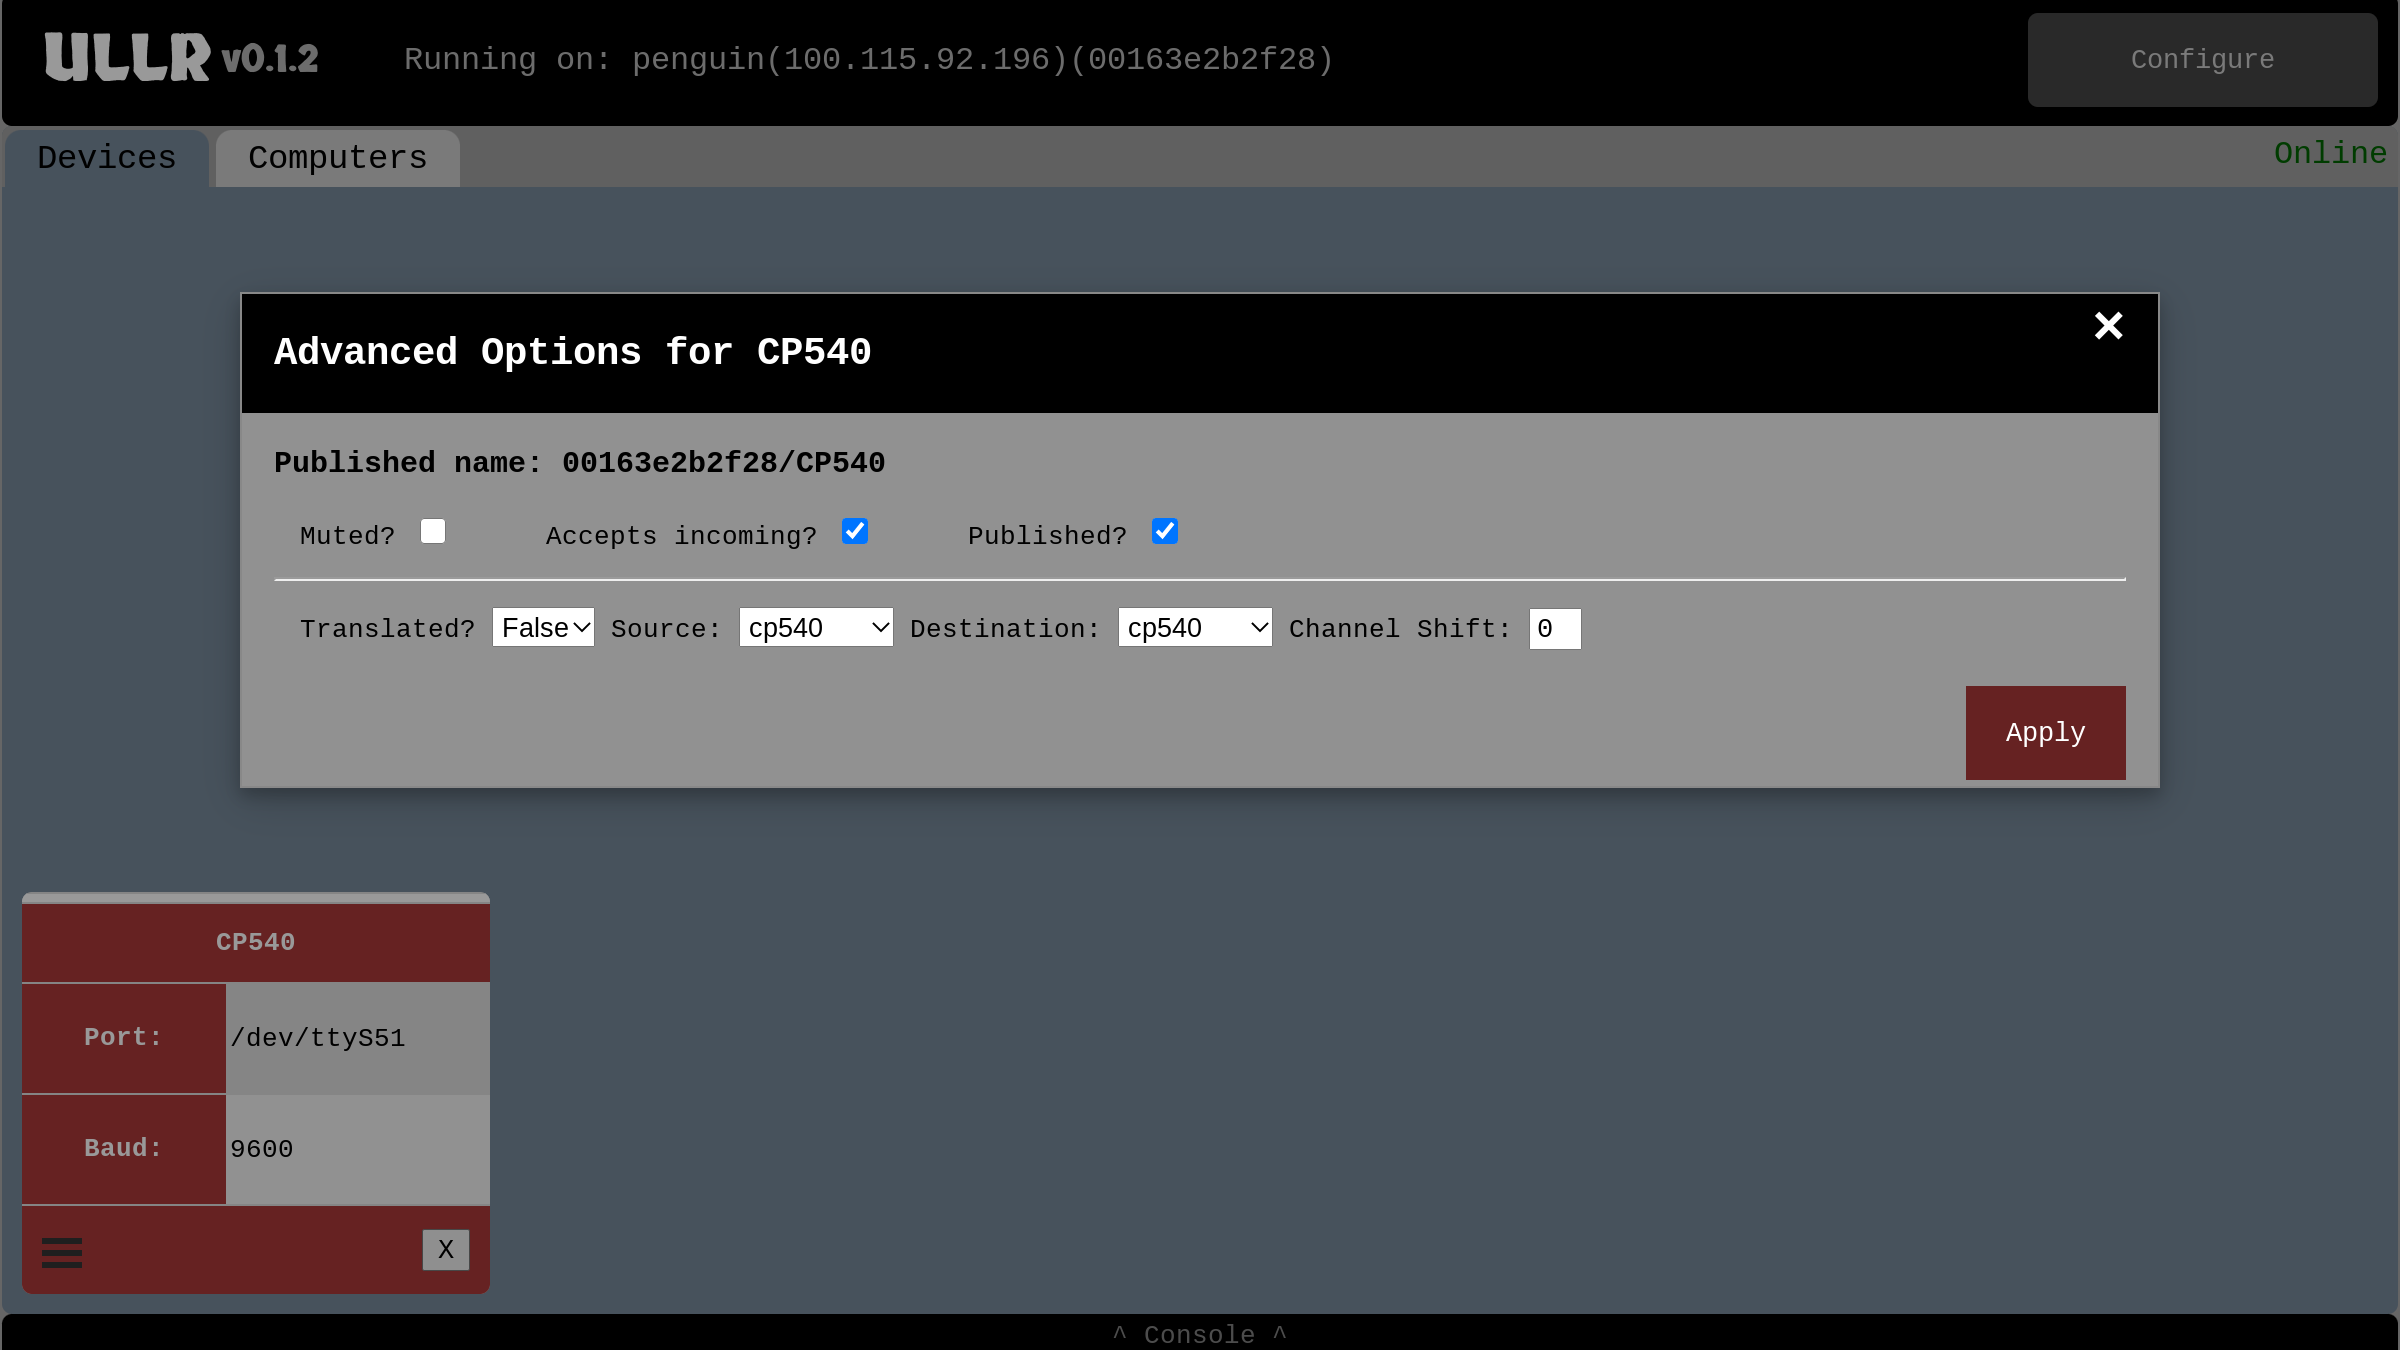 ULLR v0.1.2 Running on: penguin(100.115.92.196)(00163e2b2f28) Configure
Devices Computers Online
Advanced Options for CP540 ×
Published name: 00163e2b2f28/CP540
Muted? Accepts incoming? Published?
Translated? False Source: cp540 Destination: cp540 Channel Shift: 0
Apply
CP540
Port: /dev/ttyS51
Baud: 9600
X
^ Console ^